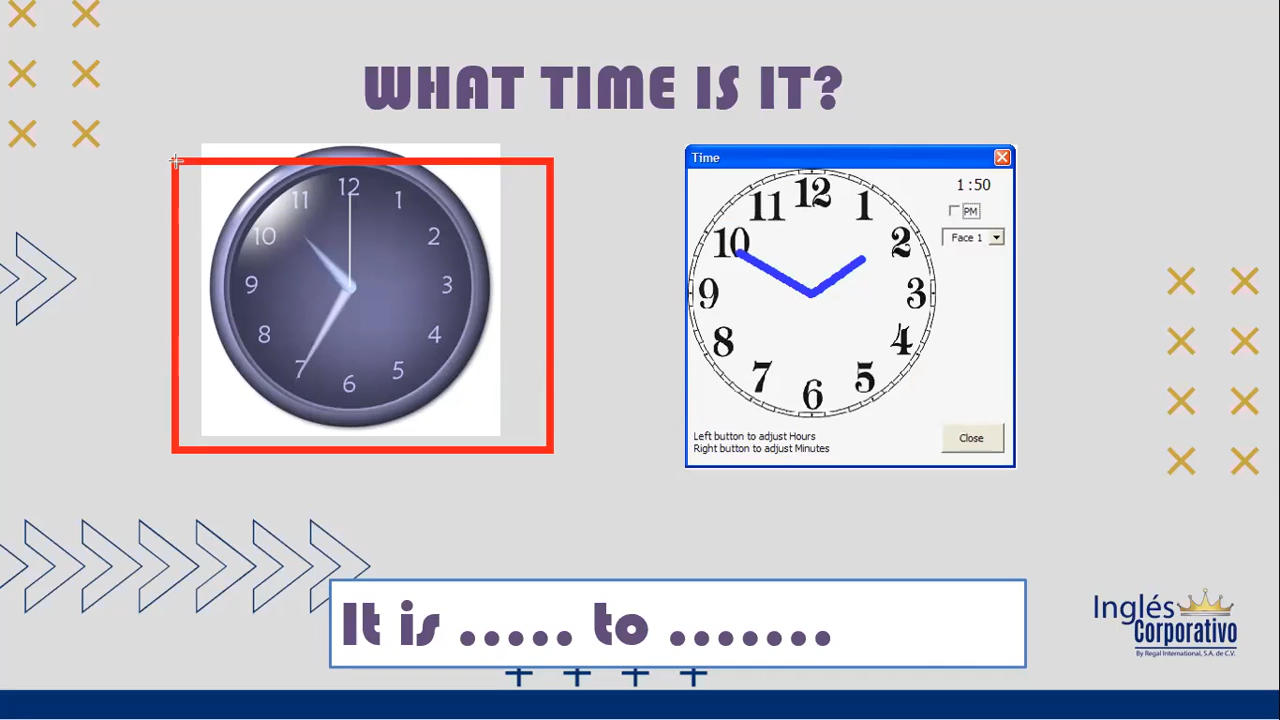 WHAT TIME IS IT?
12
11 1
10 2
9 3
8 4
7 5
6
Time
1:50
PM
Face 1
12
11 1
10 2
9 3
8 4
7 5
6
Left button to adjust Hours
Right button to adjust Minutes
Close
It is ..... to .......
Inglés
Corporativo
By Regal International, S.A. de C.V.